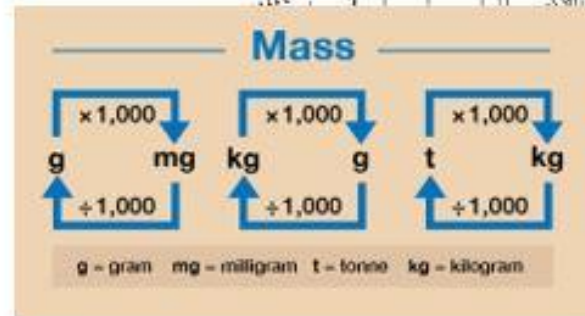 Mass
×1,000 ×1,000 ×1,000
g mg kg g t kg
÷1,000 ÷1,000 ÷1,000
g – gram mg – milligram t – tonne kg – kilogram